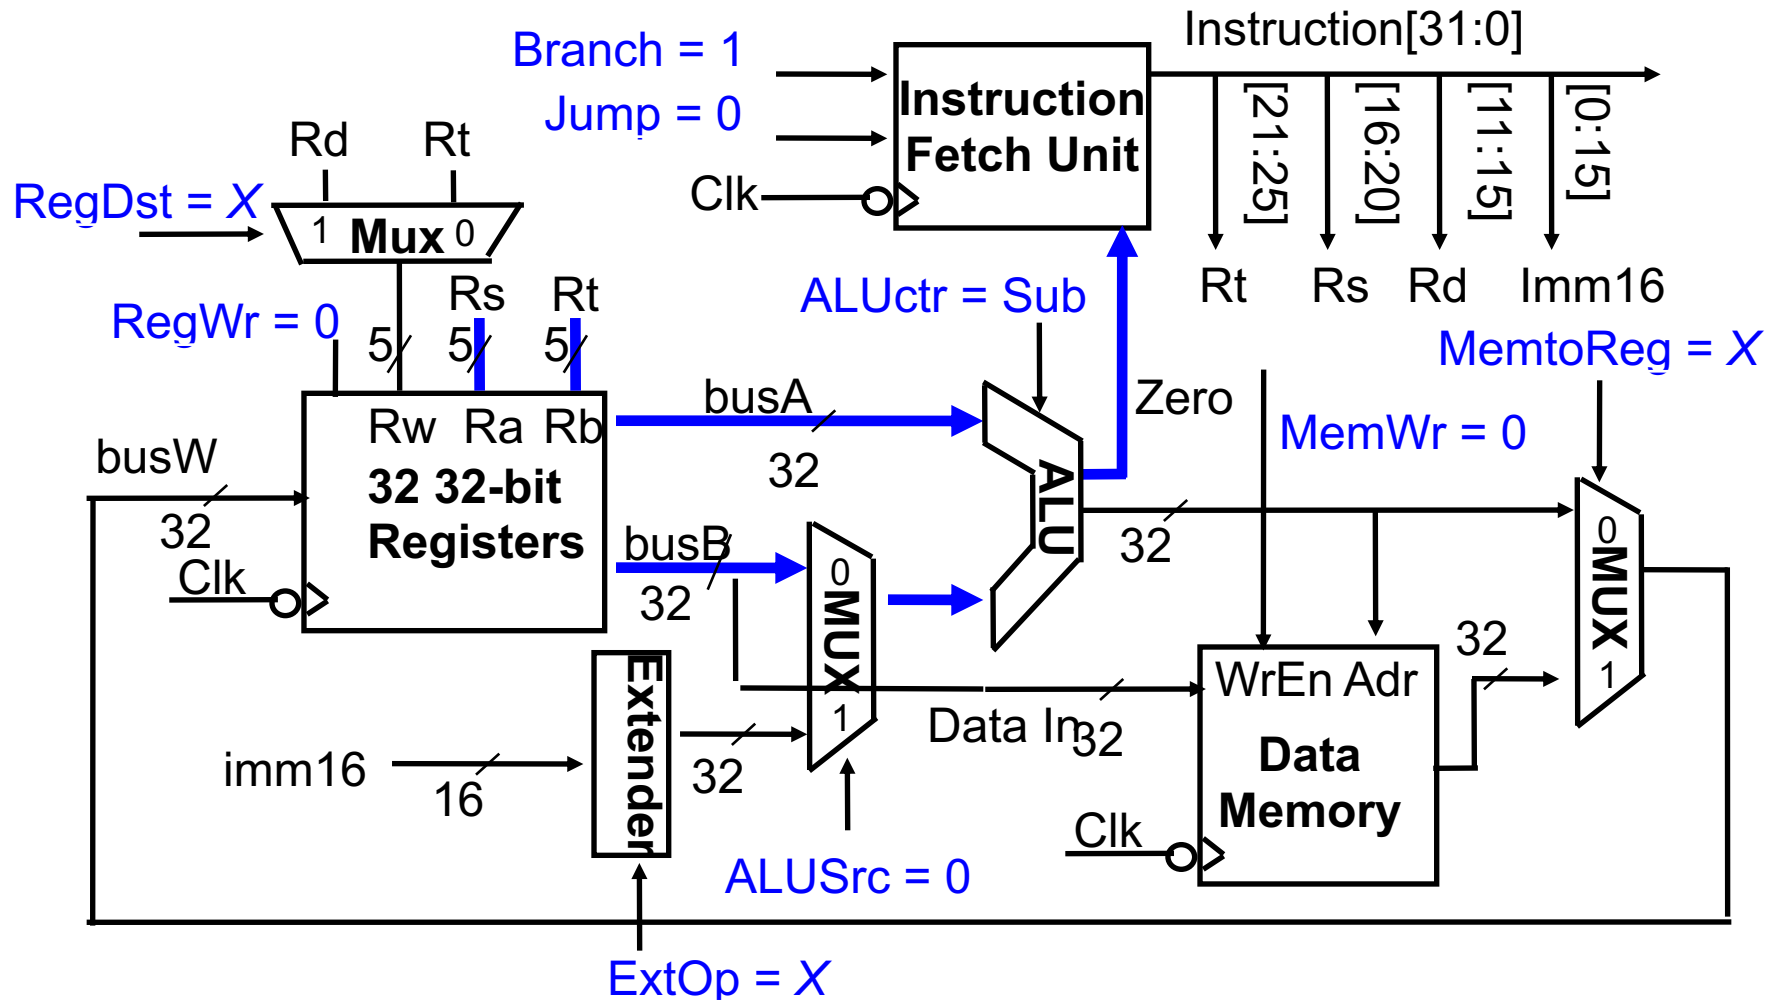 Instruction[31:0]
Branch = 1
Jump = 0
Clk
Instruction
Fetch Unit
[21:25]
[16:20]
[11:15]
[0:15]
Rt
Rs
Rd
Imm16
Rd
Rt
RegDst = X
1
Mux
0
RegWr = 0
5
Rs
5
Rt
5
ALUctr = Sub
Zero
MemtoReg = X
MemWr = 0
busW
32
Clk
Rw
Ra
Rb
32 32-bit
Registers
busA
32
busB
32
0
MUX
1
ALU
32
0
MUX
1
imm16
16
Extender
32
Data In
32
WrEn
Adr
Data
Memory
32
Clk
ALUSrc = 0
ExtOp = X